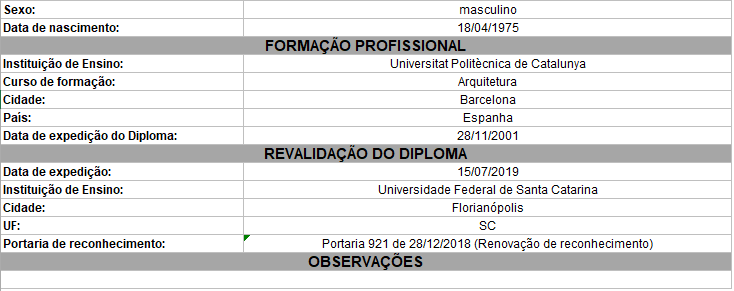 Sexo: masculino
Data de nascimento: 18/04/1975
FORMAÇÃO PROFISSIONAL
Instituição de Ensino: Universitat Politècnica de Catalunya
Curso de formação: Arquitetura
Cidade: Barcelona
País: Espanha
Data de expedição do Diploma: 28/11/2001
REVALIDAÇÃO DO DIPLOMA
Data de expedição: 15/07/2019
Instituição de Ensino: Universidade Federal de Santa Catarina
Cidade: Florianópolis
UF: SC
Portaria de reconhecimento: Portaria 921 de 28/12/2018 (Renovação de reconhecimento)
OBSERVAÇÕES